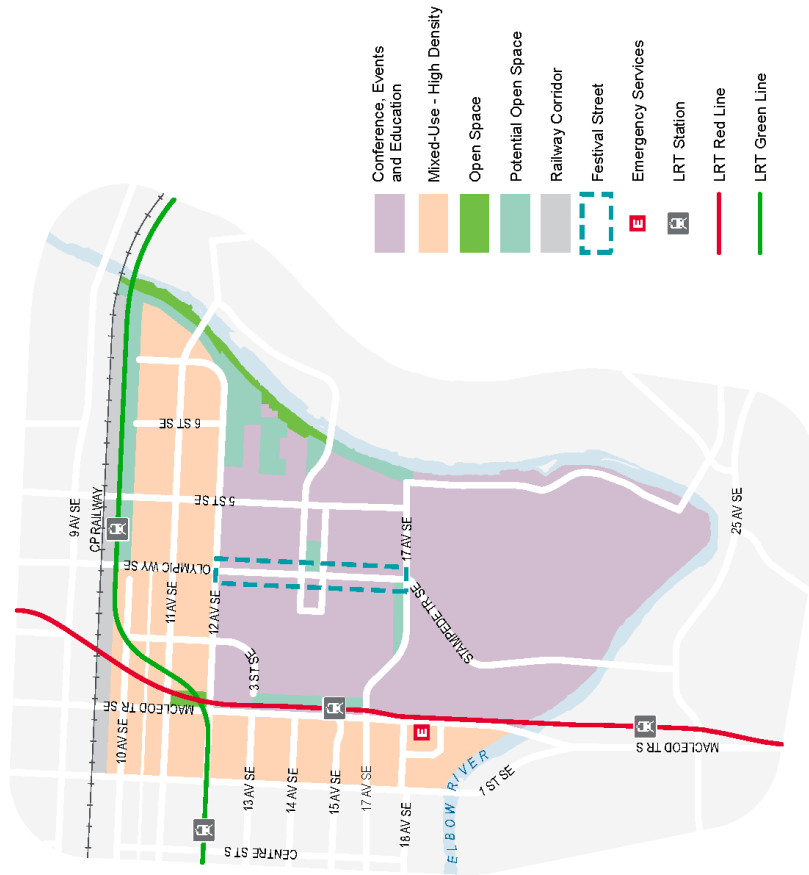 Conference, Events
and Education
Mixed-Use - High Density
Open Space
Potential Open Space
Railway Corridor
Festival Street
E
Emergency Services
LRT Station
LRT Red Line
LRT Green Line
9 AV SE
CP RAILWAY
6 ST SE
5 ST SE
OLYMPIC WY SE
11 AV SE
12 AV SE
17 AV SE
25 AV SE
STAMPEDE TR SE
3 ST SE
MACLEOD TR SE
10 AV SE
13 AV SE
14 AV SE
15 AV SE
17 AV SE
18 AV SE
E
ELBOW RIVER
1 ST SE
MACLEOD TR S
CENTRE ST S